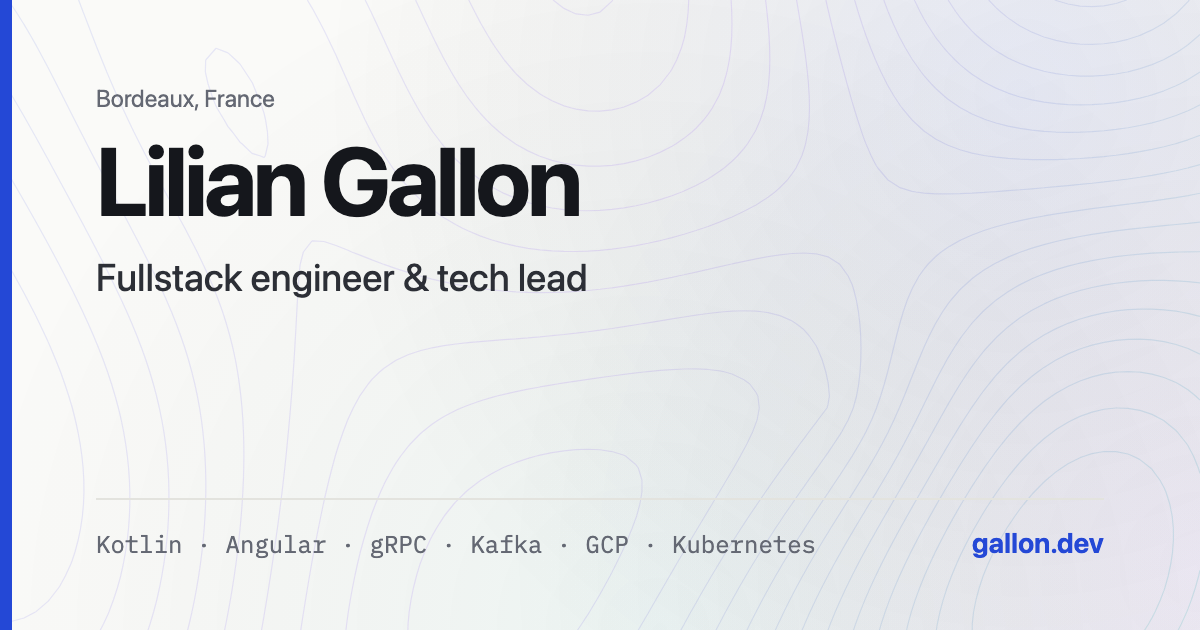 Bordeaux, France
Lilian Gallon
Fullstack engineer & tech lead
Kotlin · Angular · gRPC · Kafka · GCP · Kubernetes
gallon.dev